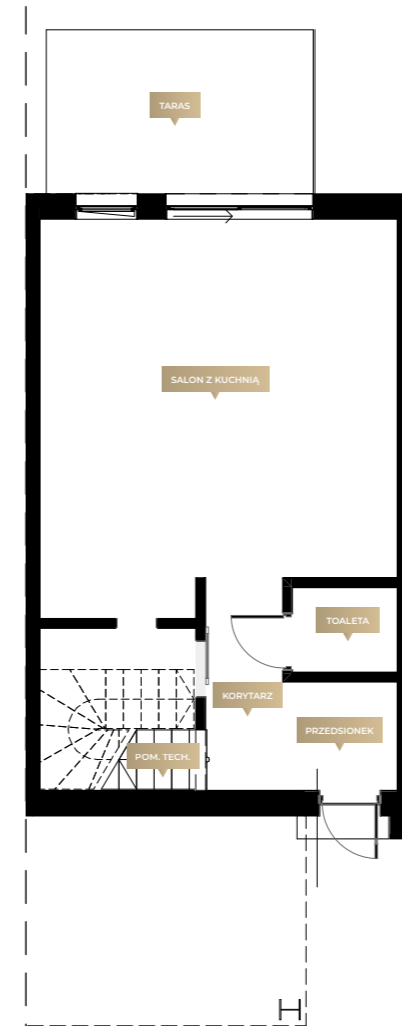 TARAS
SALON Z KUCHNIĄ
TOALETA
KORYTARZ
PRZEDSIONEK
POM. TECH.